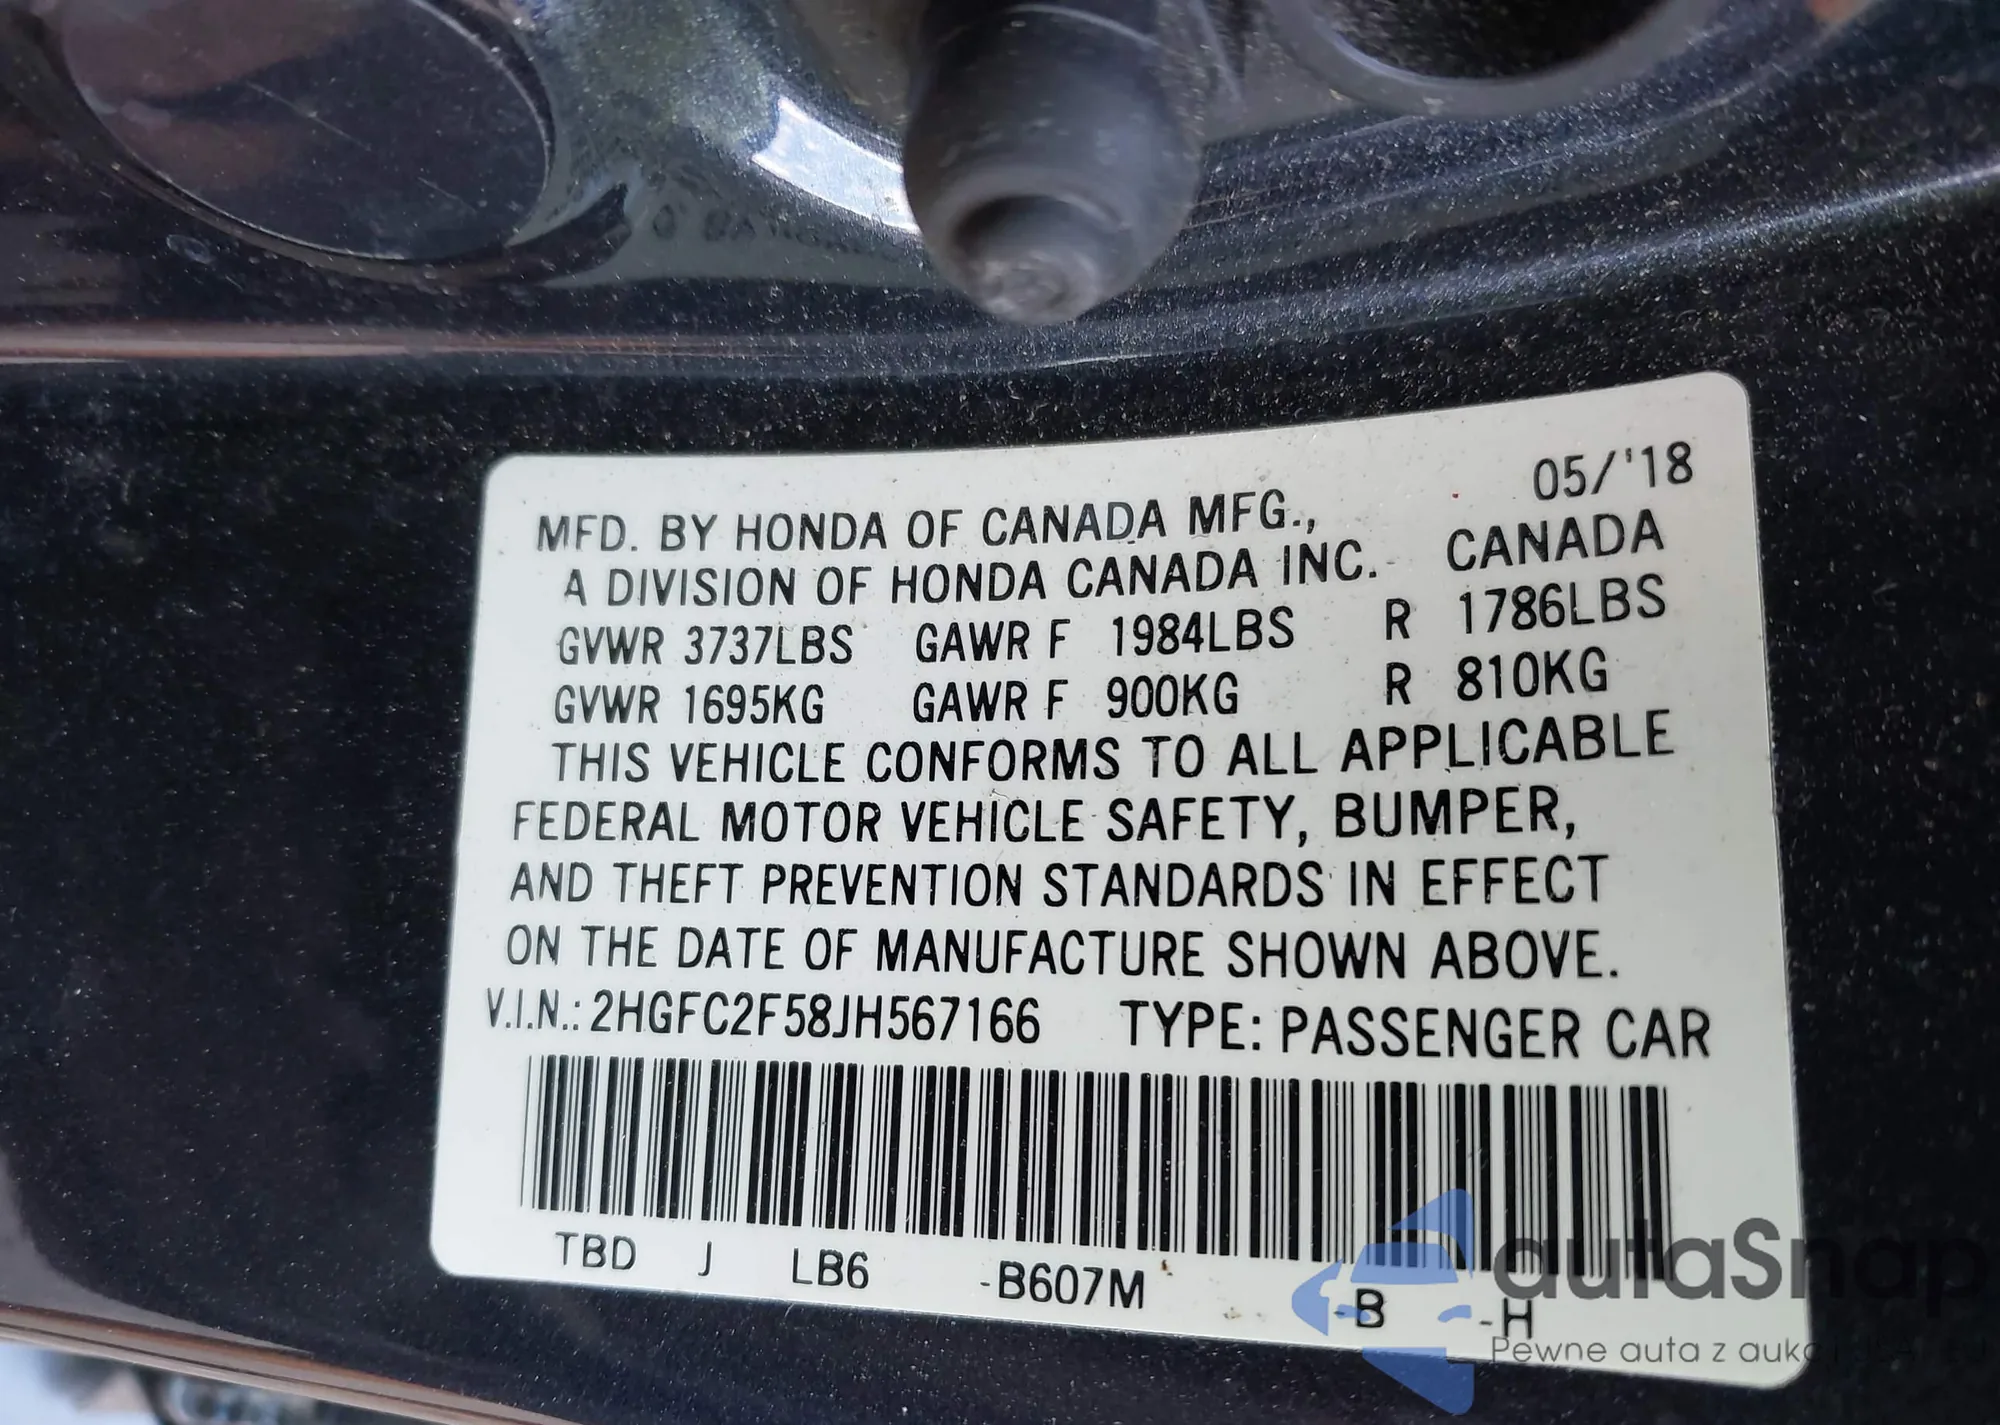 05/'18
MFD. BY HONDA OF CANADA MFG.,
A DIVISION OF HONDA CANADA INC. CANADA
GVWR 3737LBS GAWR F 1984LBS R 1786LBS
GVWR 1695KG GAWR F 900KG R 810KG
THIS VEHICLE CONFORMS TO ALL APPLICABLE
FEDERAL MOTOR VEHICLE SAFETY, BUMPER,
AND THEFT PREVENTION STANDARDS IN EFFECT
ON THE DATE OF MANUFACTURE SHOWN ABOVE.
V.I.N.: 2HGFC2F58JH567166 TYPE: PASSENGER CAR
TBD J LB6 -B607M -B -H
autaSnap
Pewne auta z